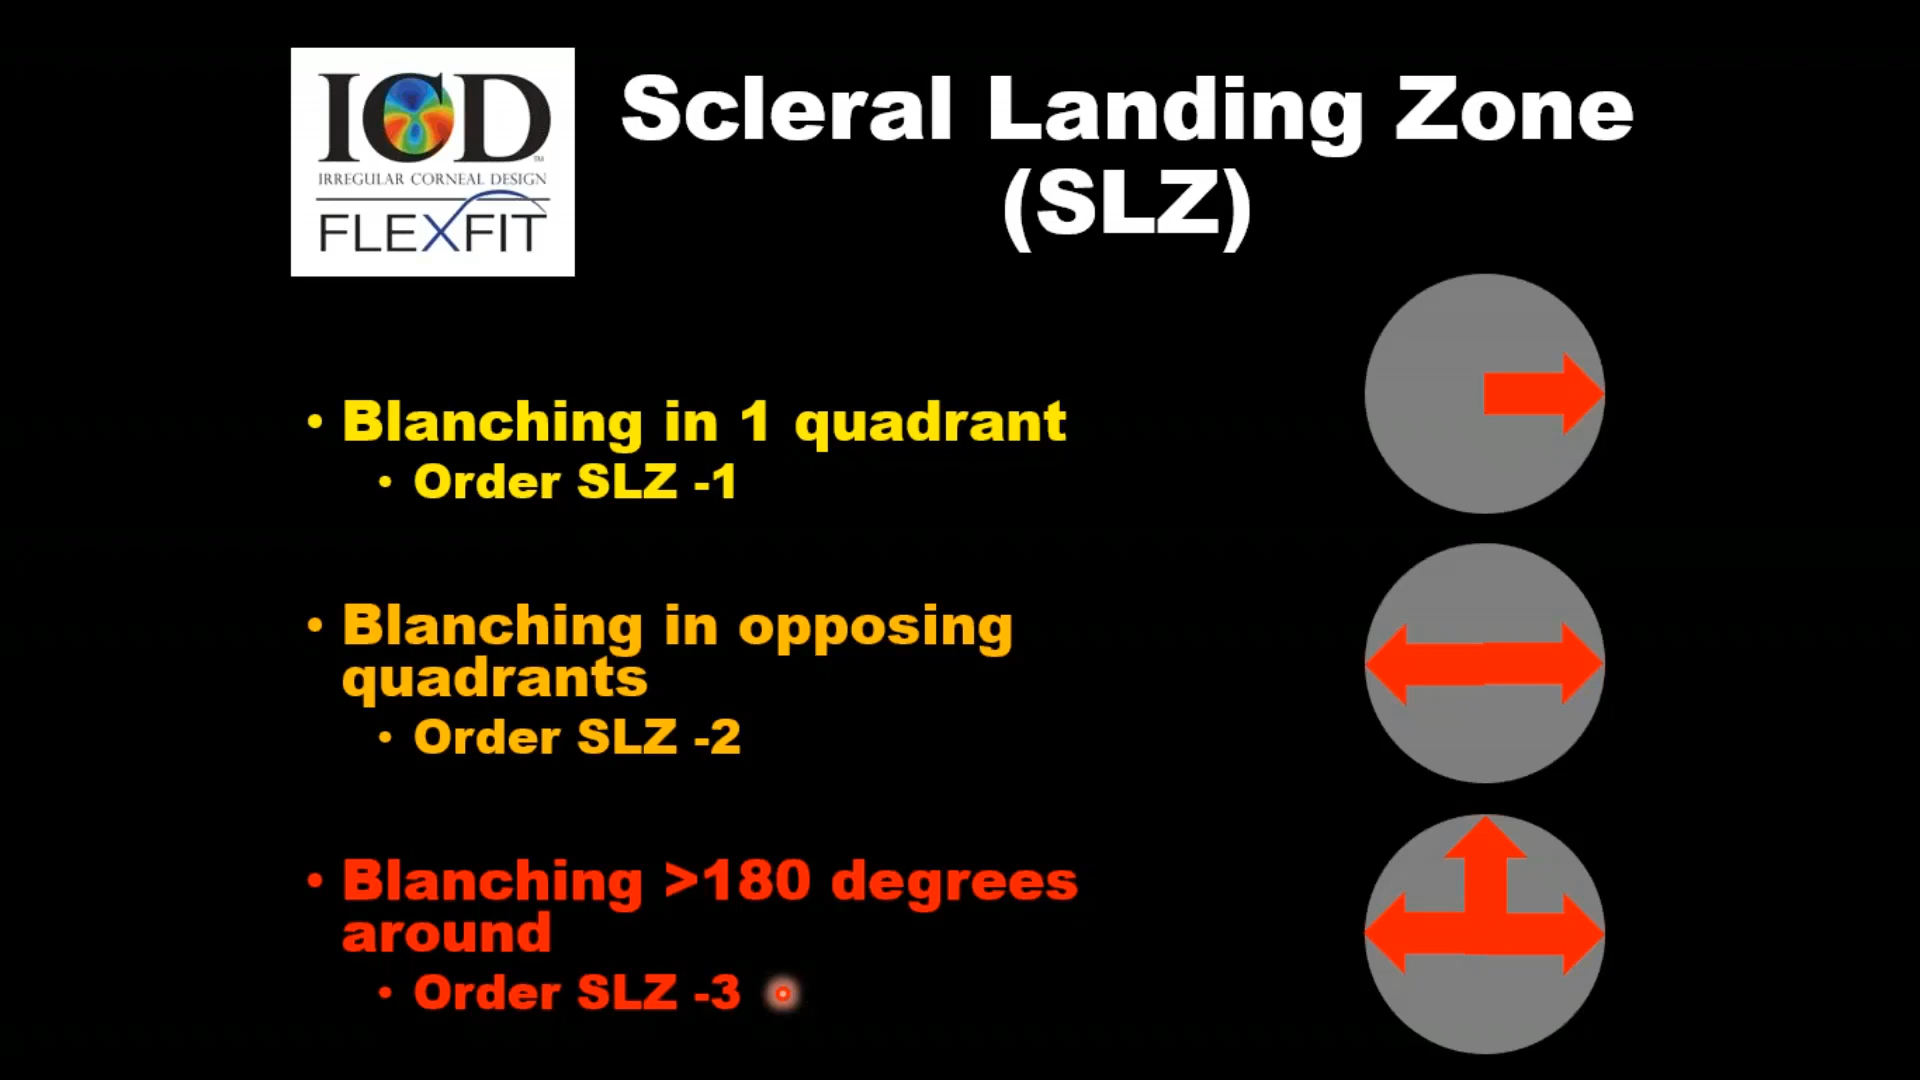 ICD™
IRREGULAR CORNEAL DESIGN
FLEXFIT
Scleral Landing Zone
(SLZ)
• Blanching in 1 quadrant
• Order SLZ -1
• Blanching in opposing
quadrants
• Order SLZ -2
• Blanching >180 degrees
around
• Order SLZ -3